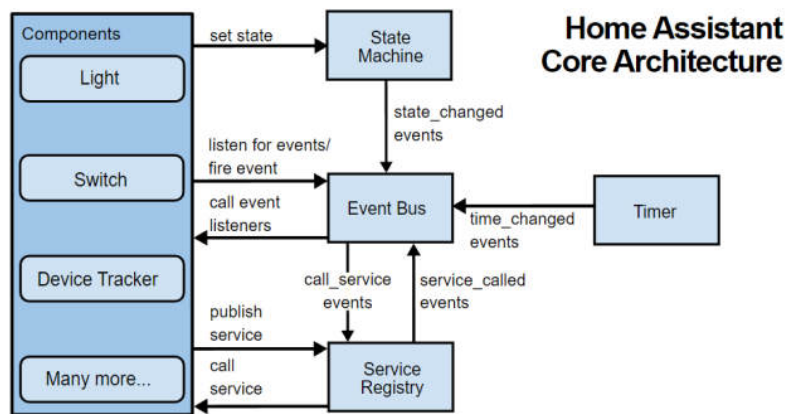 Home Assistant
Core Architecture
Components
Light
Switch
Device Tracker
Many more...
set state
State
Machine
state_changed
events
listen for events/
fire event
call event
listeners
Event Bus
time_changed
events
Timer
call_service
events
service_called
events
publish
service
call
service
Service
Registry